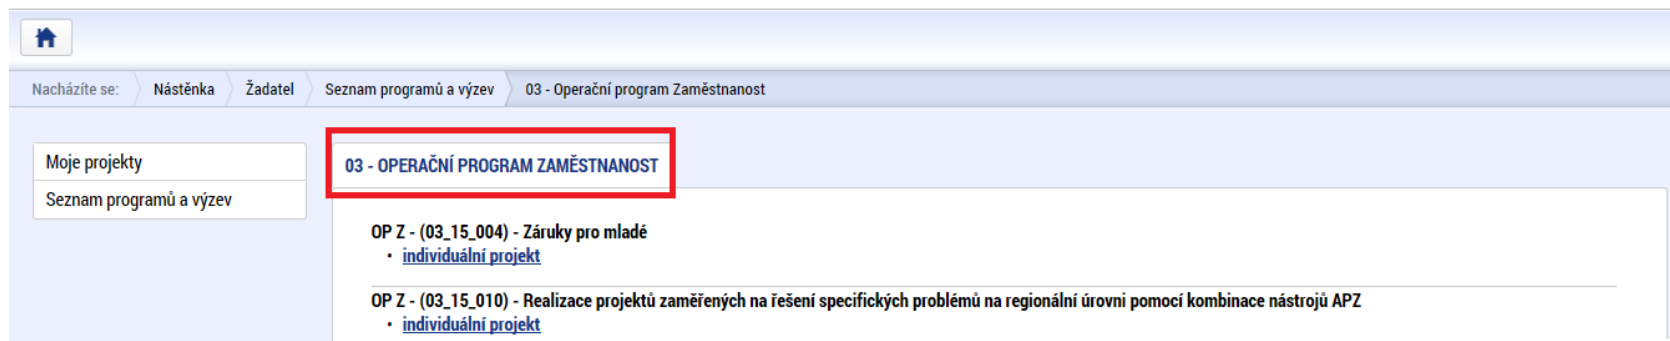 Nacházíte se: Nástěnka Žadatel Seznam programů a výzev 03 - Operační program Zaměstnanost
Moje projekty
Seznam programů a výzev
03 - OPERAČNÍ PROGRAM ZAMĚSTNANOST
OP Z - (03_15_004) - Záruky pro mladé
• individuální projekt
OP Z - (03_15_010) - Realizace projektů zaměřených na řešení specifických problémů na regionální úrovni pomocí kombinace nástrojů APZ
• individuální projekt